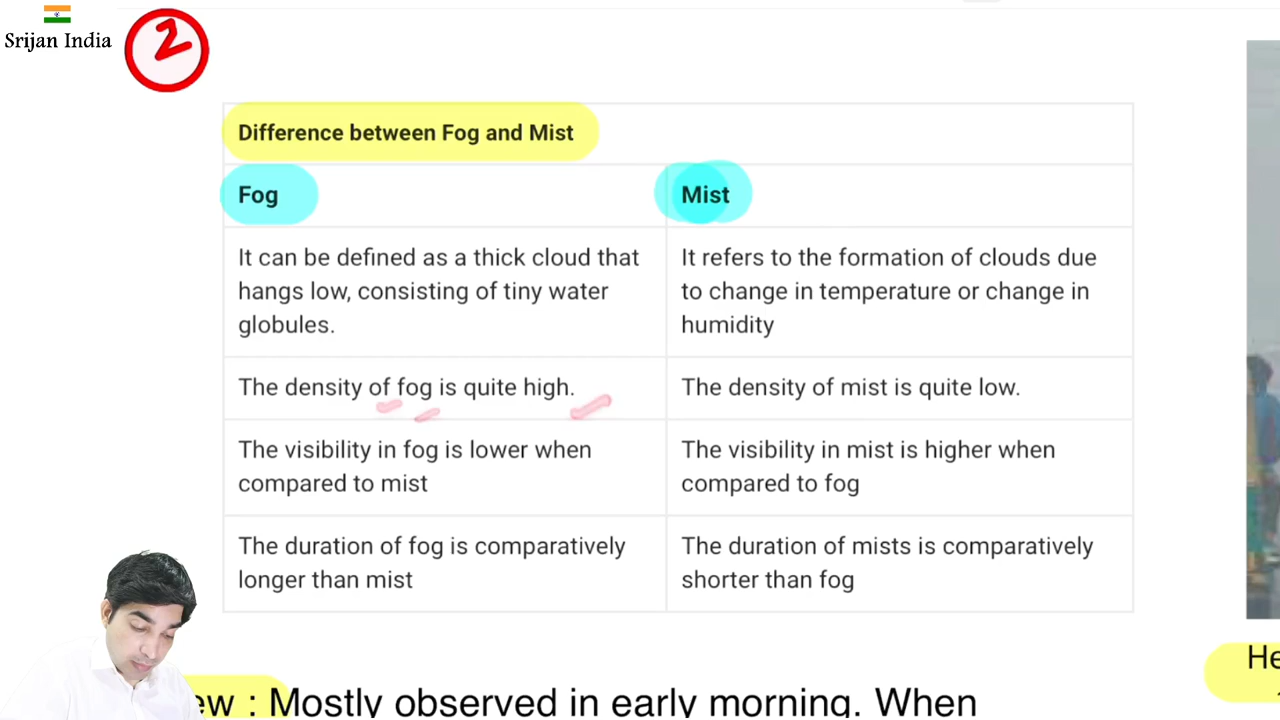 Srijan India
2
Difference between Fog and Mist
Fog
Mist
It can be defined as a thick cloud that
hangs low, consisting of tiny water
globules.
It refers to the formation of clouds due
to change in temperature or change in
humidity
The density of fog is quite high.
The density of mist is quite low.
The visibility in fog is lower when
compared to mist
The visibility in mist is higher when
compared to fog
The duration of fog is comparatively
longer than mist
The duration of mists is comparatively
shorter than fog
: Mostly observed in early morning. When